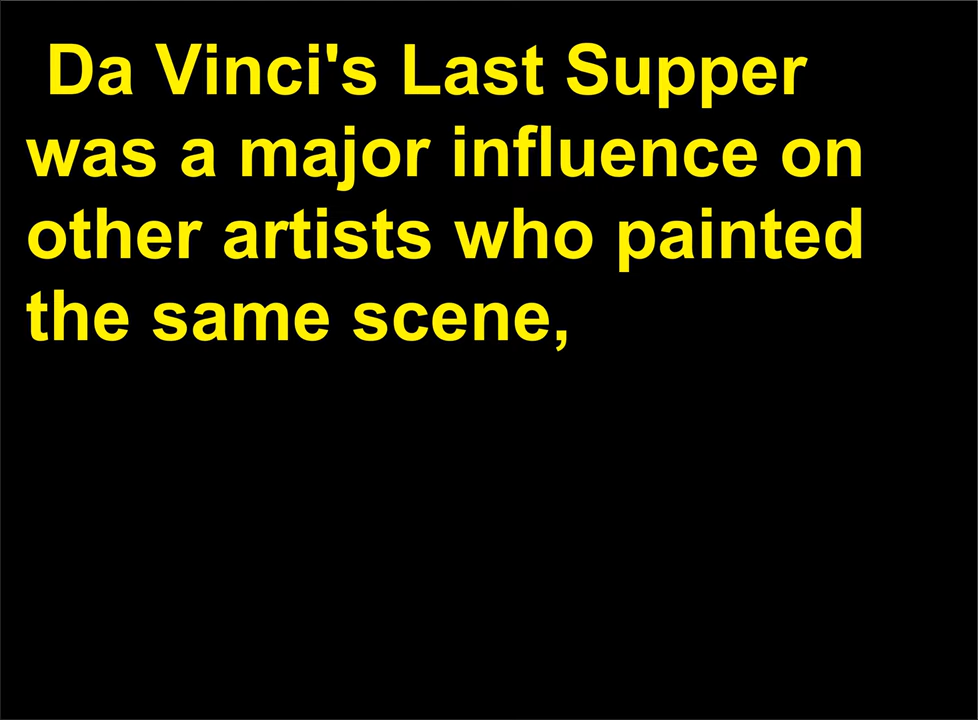 Da Vinci's Last Supper
was a major influence on
other artists who painted
the same scene,